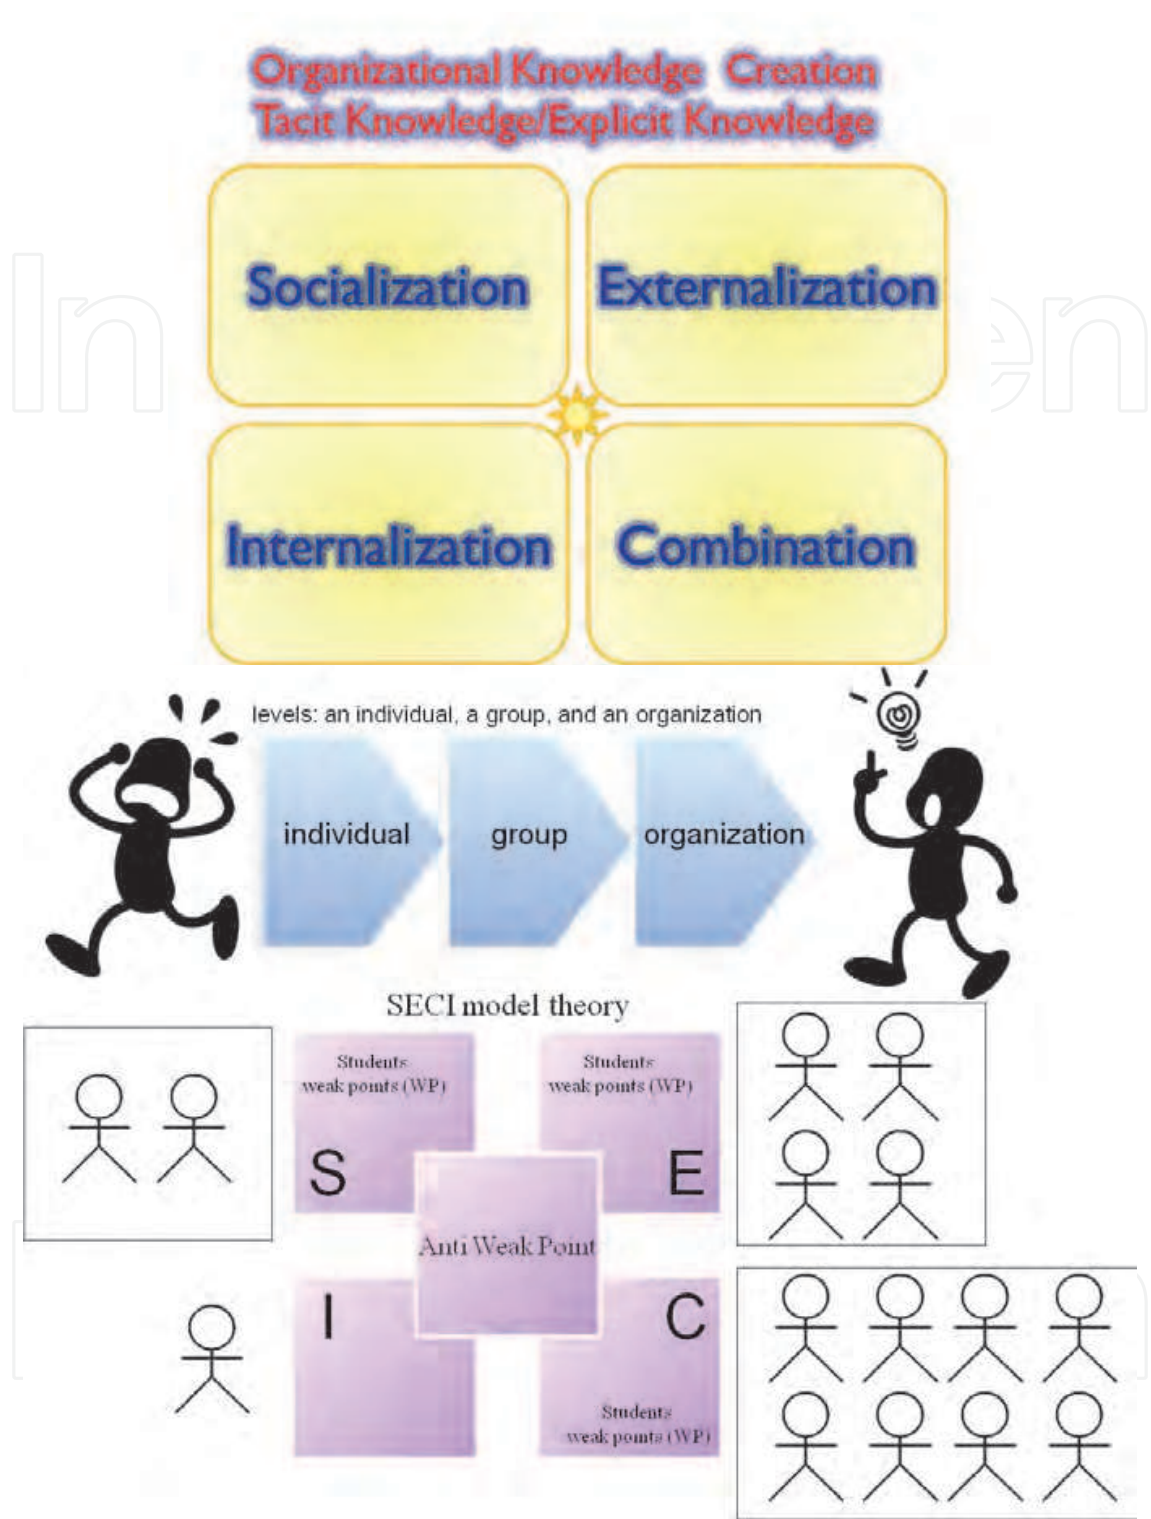 Organizational Knowledge Creation
Tacit Knowledge/Explicit Knowledge
Socialization
Externalization
Internalization
Combination
levels: an individual, a group, and an organization
individual
group
organization
SECI model theory
Students
weak points (WP)
S
Students
weak points (WP)
E
Anti Weak Point
I
C
Students
weak points (WP)